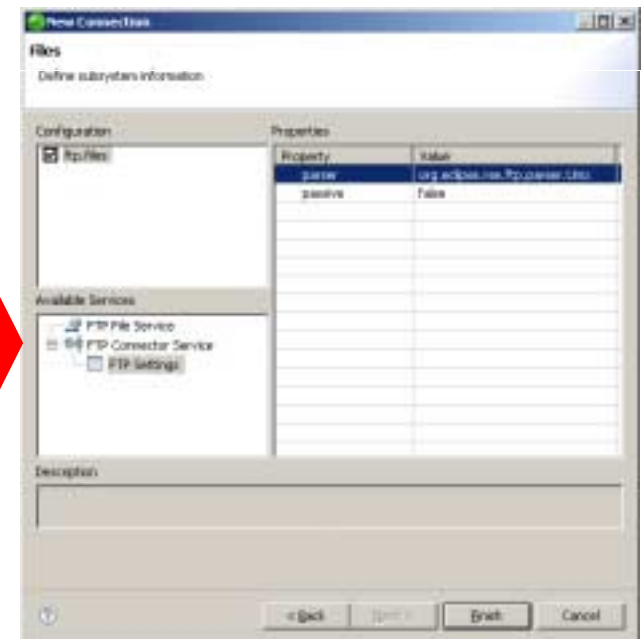 New Connection
Files
Define subsystem information
Configuration
ftp.files
Properties
Property Value
parser org.eclipse.rse.ftp.parser.Unix
passive false
Available Services
FTP File Service
FTP Connector Service
FTP Settings
Description
< Back Next > Finish Cancel